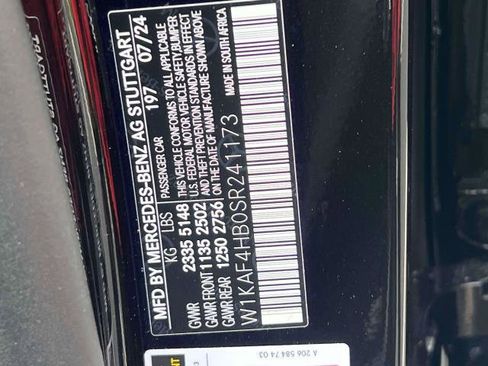 MFD BY MERCEDES-BENZ AG STUTTGART
PASSENGER CAR 197 07/24
KG LBS
GVWR 2335 5148
GAWR FRONT 1135 2502
GAWR REAR 1250 2756
THIS VEHICLE CONFORMS TO ALL APPLICABLE
U.S. FEDERAL MOTOR VEHICLE SAFETY/BUMPER
AND THEFT PREVENTION STANDARDS IN EFFECT
ON THE DATE OF MANUFACTURE SHOWN ABOVE
W1KAF4HB0SR241173
MADE IN SOUTH AFRICA
A 206 584 74 03